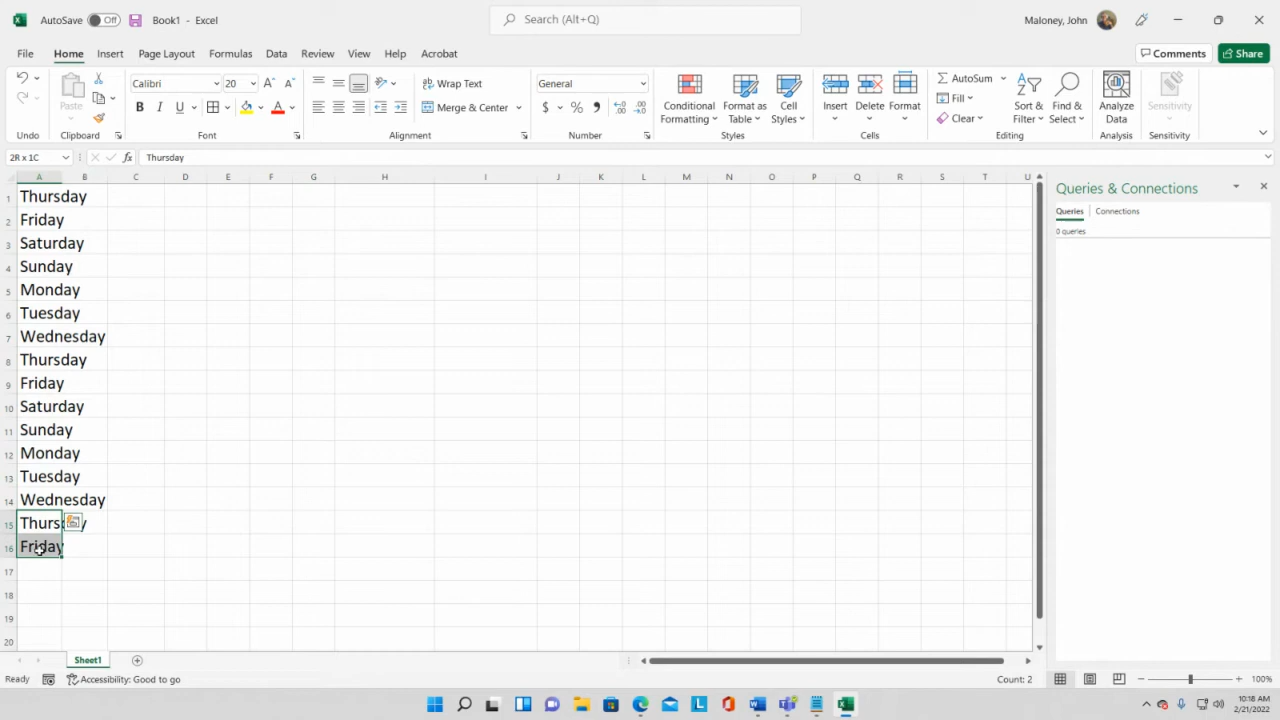 AutoSave Off Book1 - Excel Search (Alt+Q) Maloney, John
File Home Insert Page Layout Formulas Data Review View Help Acrobat Comments Share
Calibri 20 Wrap Text General AutoSum
Paste B I U Merge & Center $ % Conditional Formatting Format as Table Cell Styles Insert Delete Format Fill Clear Sort & Filter Find & Select Analyze Data Sensitivity
Undo Clipboard Font Alignment Number Styles Cells Editing Analysis Sensitivity
2R x 1C fx Thursday
A B C D E F G H I J K L M N O P Q R S T U
1 Thursday
2 Friday
3 Saturday
4 Sunday
5 Monday
6 Tuesday
7 Wednesday
8 Thursday
9 Friday
10 Saturday
11 Sunday
12 Monday
13 Tuesday
14 Wednesday
15 Thursday
16 Friday
17
18
19
20
Queries & Connections
Queries Connections
0 queries
Sheet1
Ready Accessibility: Good to go Count: 2 100%
10:18 AM
2/21/2022